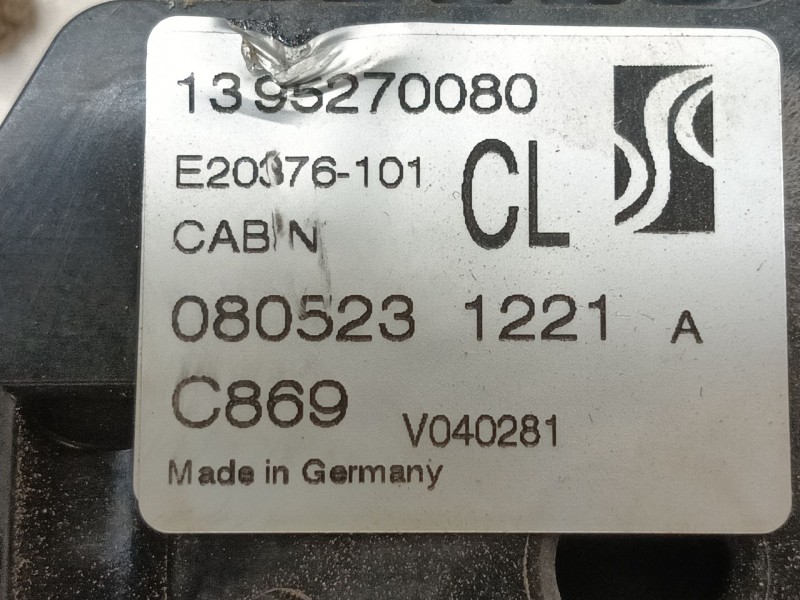 1395270080
E20376-101
CABIN
CL
080523 1221 A
C869
V040281
Made in Germany